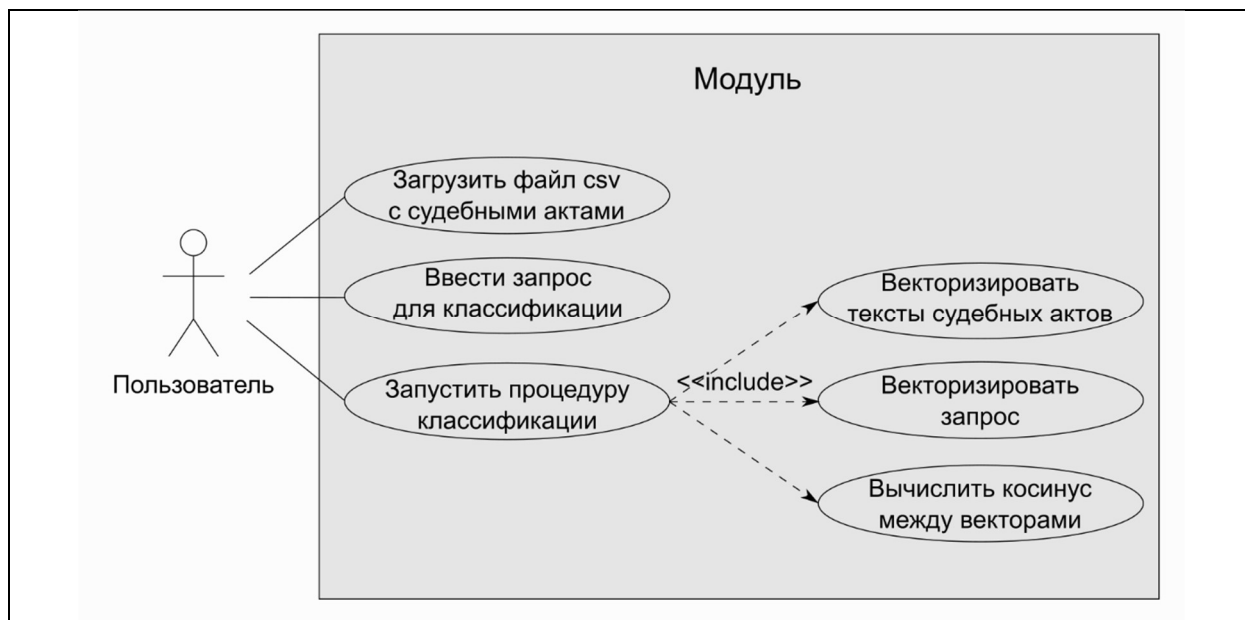 Модуль
Загрузить файл csv
с судебными актами
Ввести запрос
для классификации
Запустить процедуру
классификации
<<include>>
Векторизировать
тексты судебных актов
Векторизировать
запрос
Вычислить косинус
между векторами
Пользователь